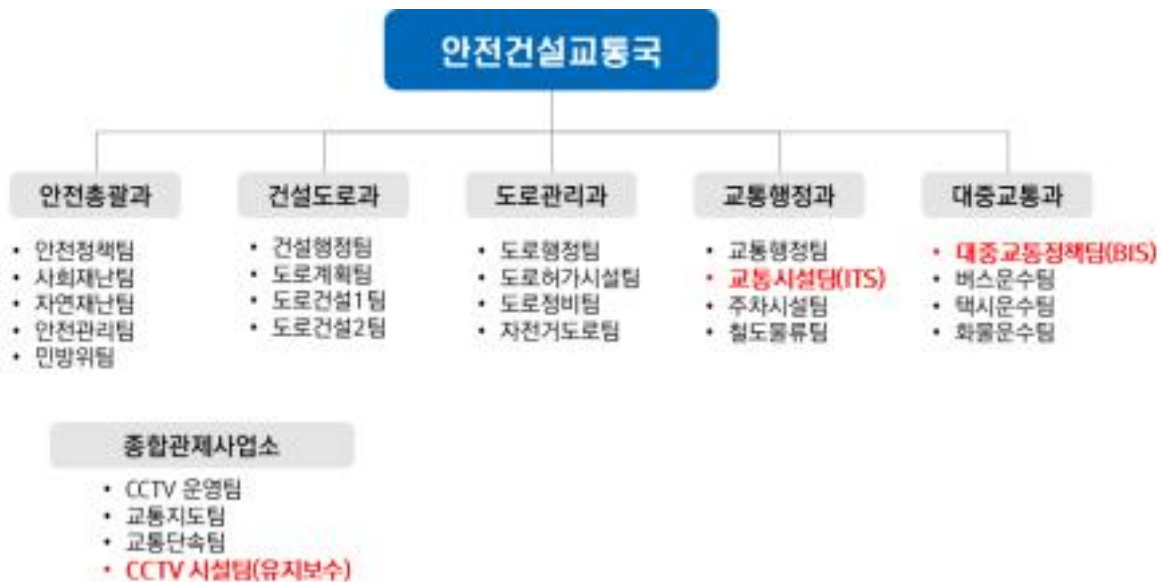 안전건설교통국
안전총괄과
• 안전정책팀
• 사회재난팀
• 자연재난팀
• 안전관리팀
• 민방위팀
건설도로과
• 건설행정팀
• 도로계획팀
• 도로건설1팀
• 도로건설2팀
도로관리과
• 도로행정팀
• 도로허가시설팀
• 도로정비팀
• 자전거도로팀
교통행정과
• 교통행정팀
• 교통시설팀(ITS)
• 주차시설팀
• 철도물류팀
대중교통과
• 대중교통정책팀(BIS)
• 버스운수팀
• 택시운수팀
• 화물운수팀
종합관제사업소
• CCTV 운영팀
• 교통지도팀
• 교통단속팀
• CCTV 시설팀(유지보수)